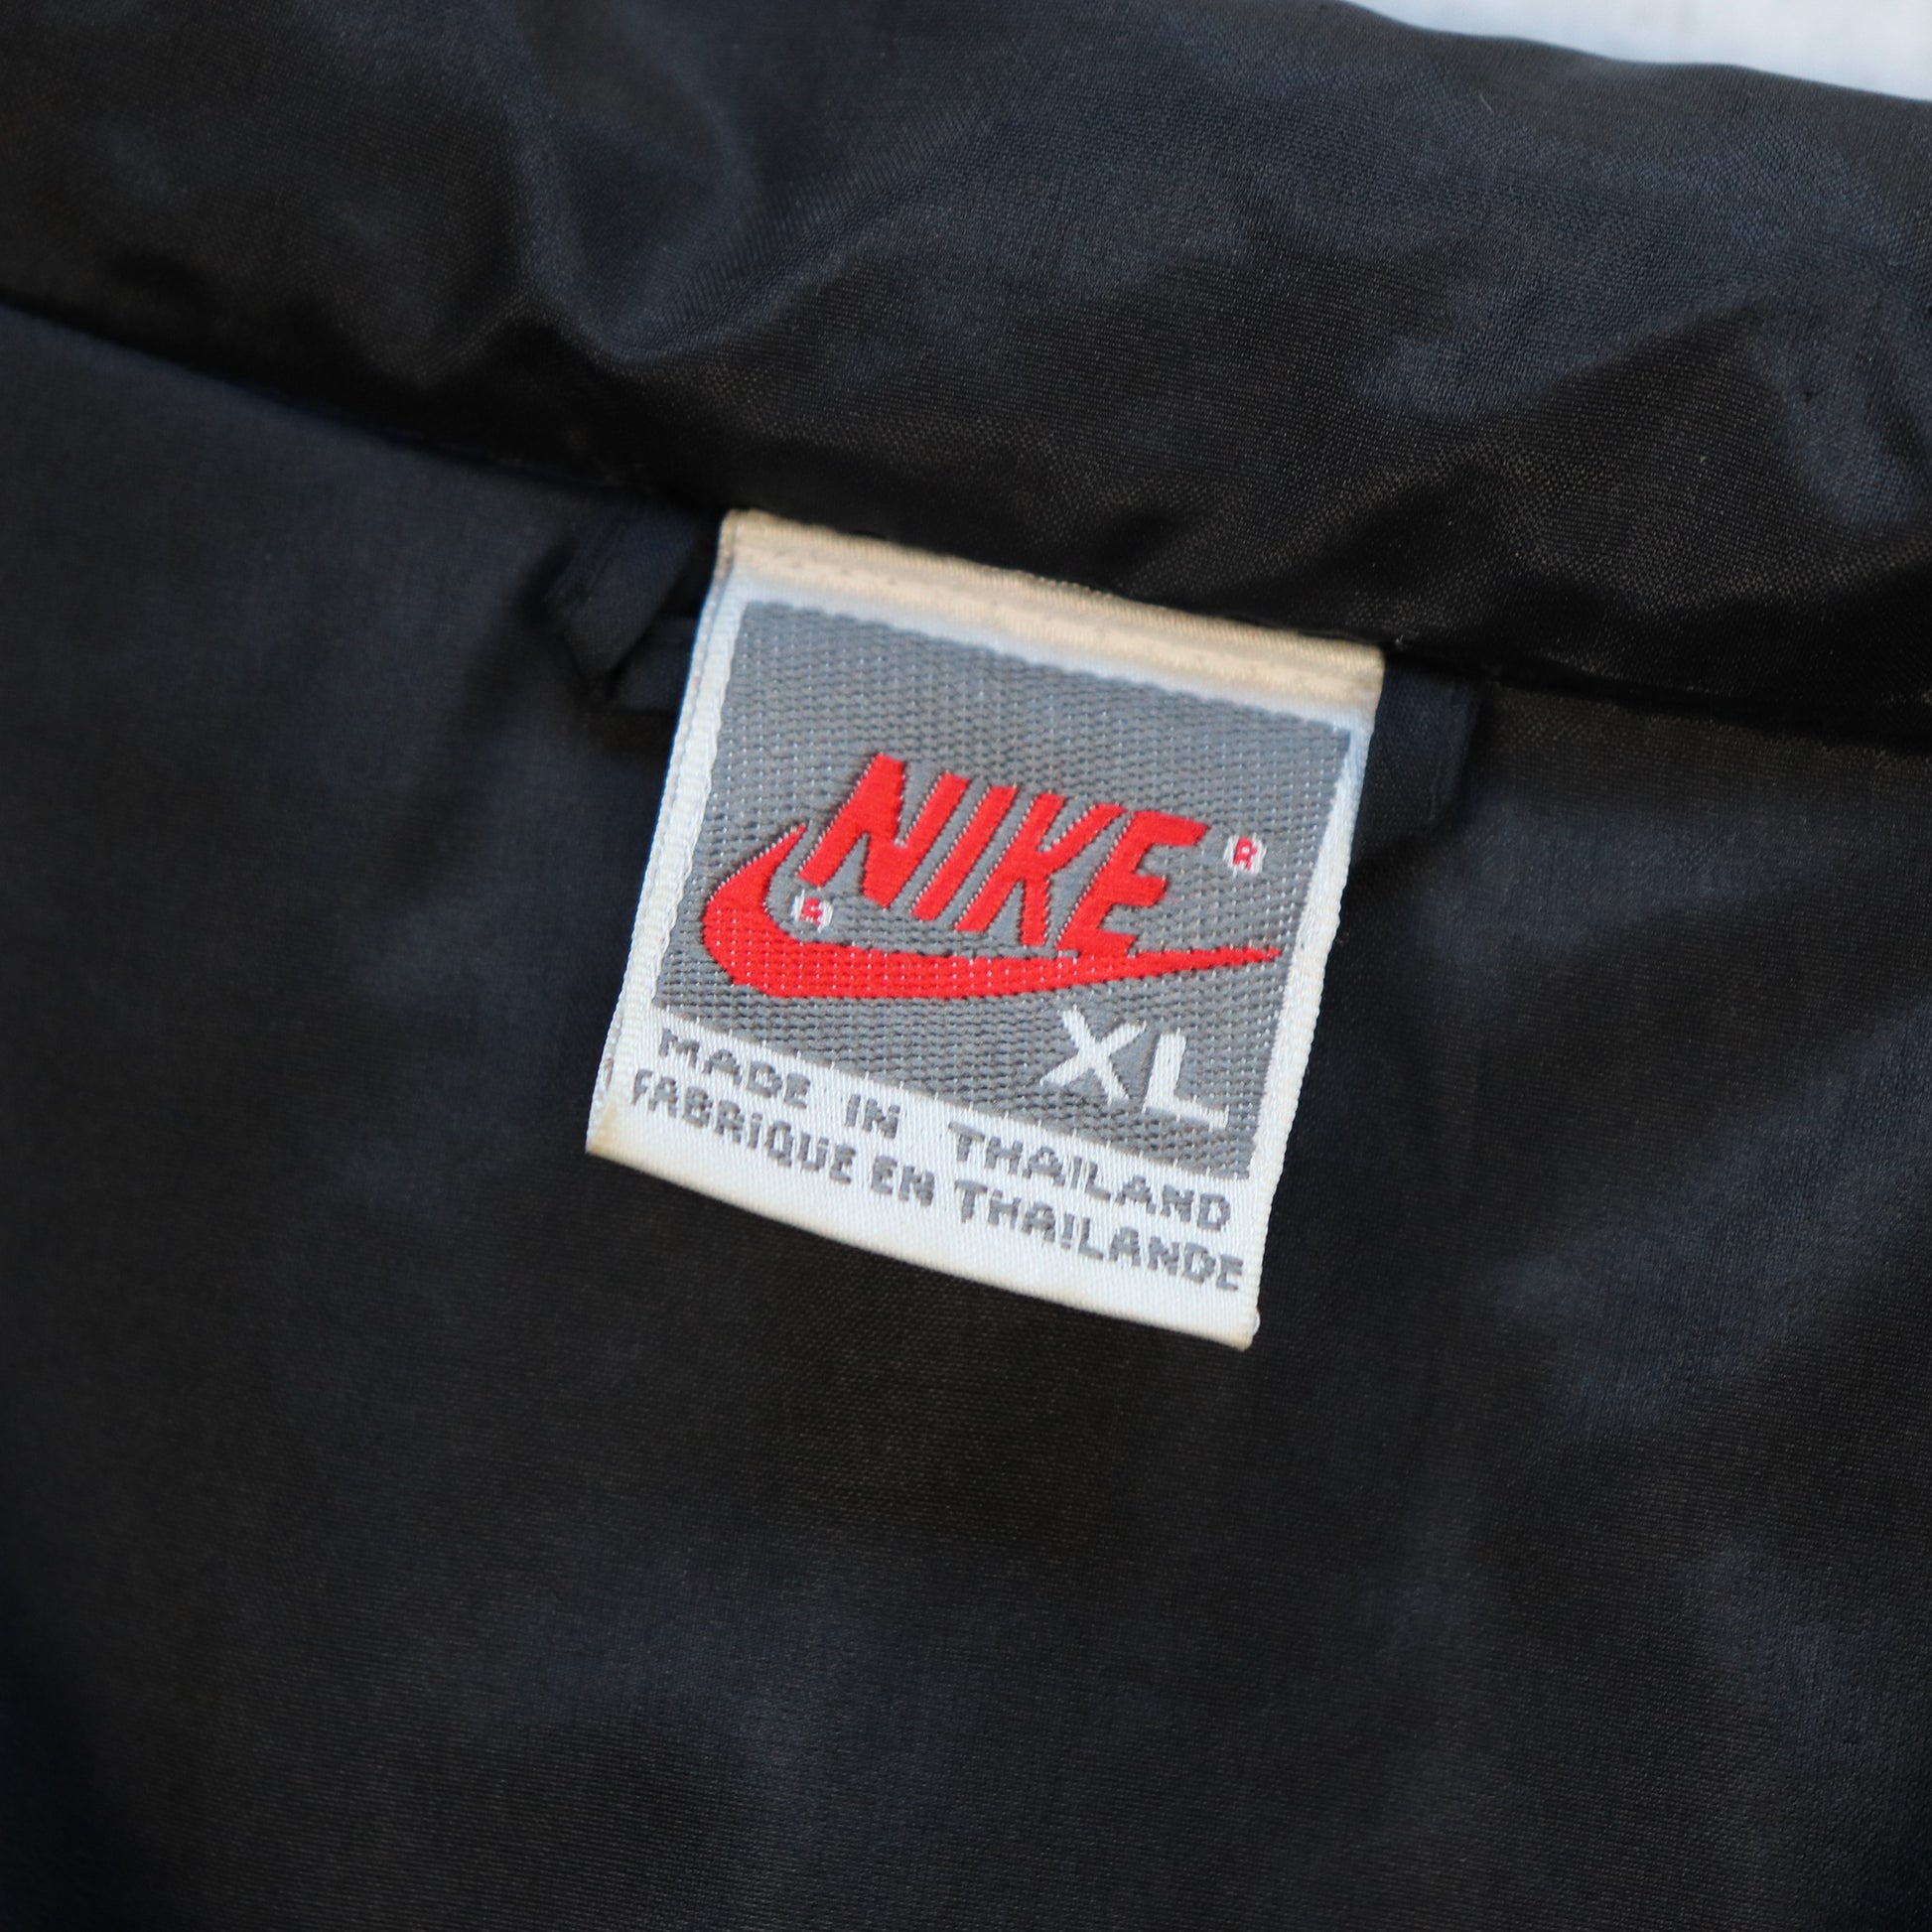 NIKE ®
®
XL
MADE IN THAILAND
FABRIQUE EN THAILANDE